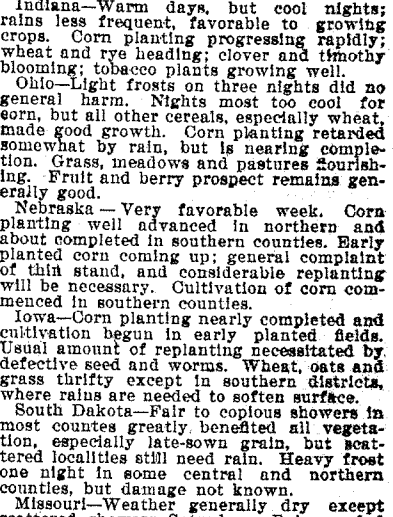 Indiana—Warm days, but cool nights;
rains less frequent, favorable to growing
crops. Corn planting progressing rapidly;
wheat and rye heading; clover and timothy
blooming; tobacco plants growing well.
Ohio—Light frosts on three nights did no
general harm. Nights most too cool for
corn, but all other cereals, especially wheat,
made good growth. Corn planting retarded
somewhat by rain, but is nearing comple-
tion. Grass, meadows and pastures flourish-
ing. Fruit and berry prospect remains gen-
erally good.
Nebraska—Very favorable week. Corn
planting well advanced in northern and
about completed in southern counties. Early
planted corn coming up; general complaint
of thin stand, and considerable replanting
will be necessary. Cultivation of corn com-
menced in southern counties.
Iowa—Corn planting nearly completed and
cultivation begun in early planted fields.
Usual amount of replanting necessitated by
defective seed and worms. Wheat, oats and
grass thrifty except in southern districts,
where rains are needed to soften surface.
South Dakota—Fair to copious showers in
most countes greatly benefited all vegeta-
tion, especially late-sown grain, but scat-
tered localities still need rain. Heavy frost
one night in some central and northern
counties, but damage not known.
Missouri—Weather generally dry except